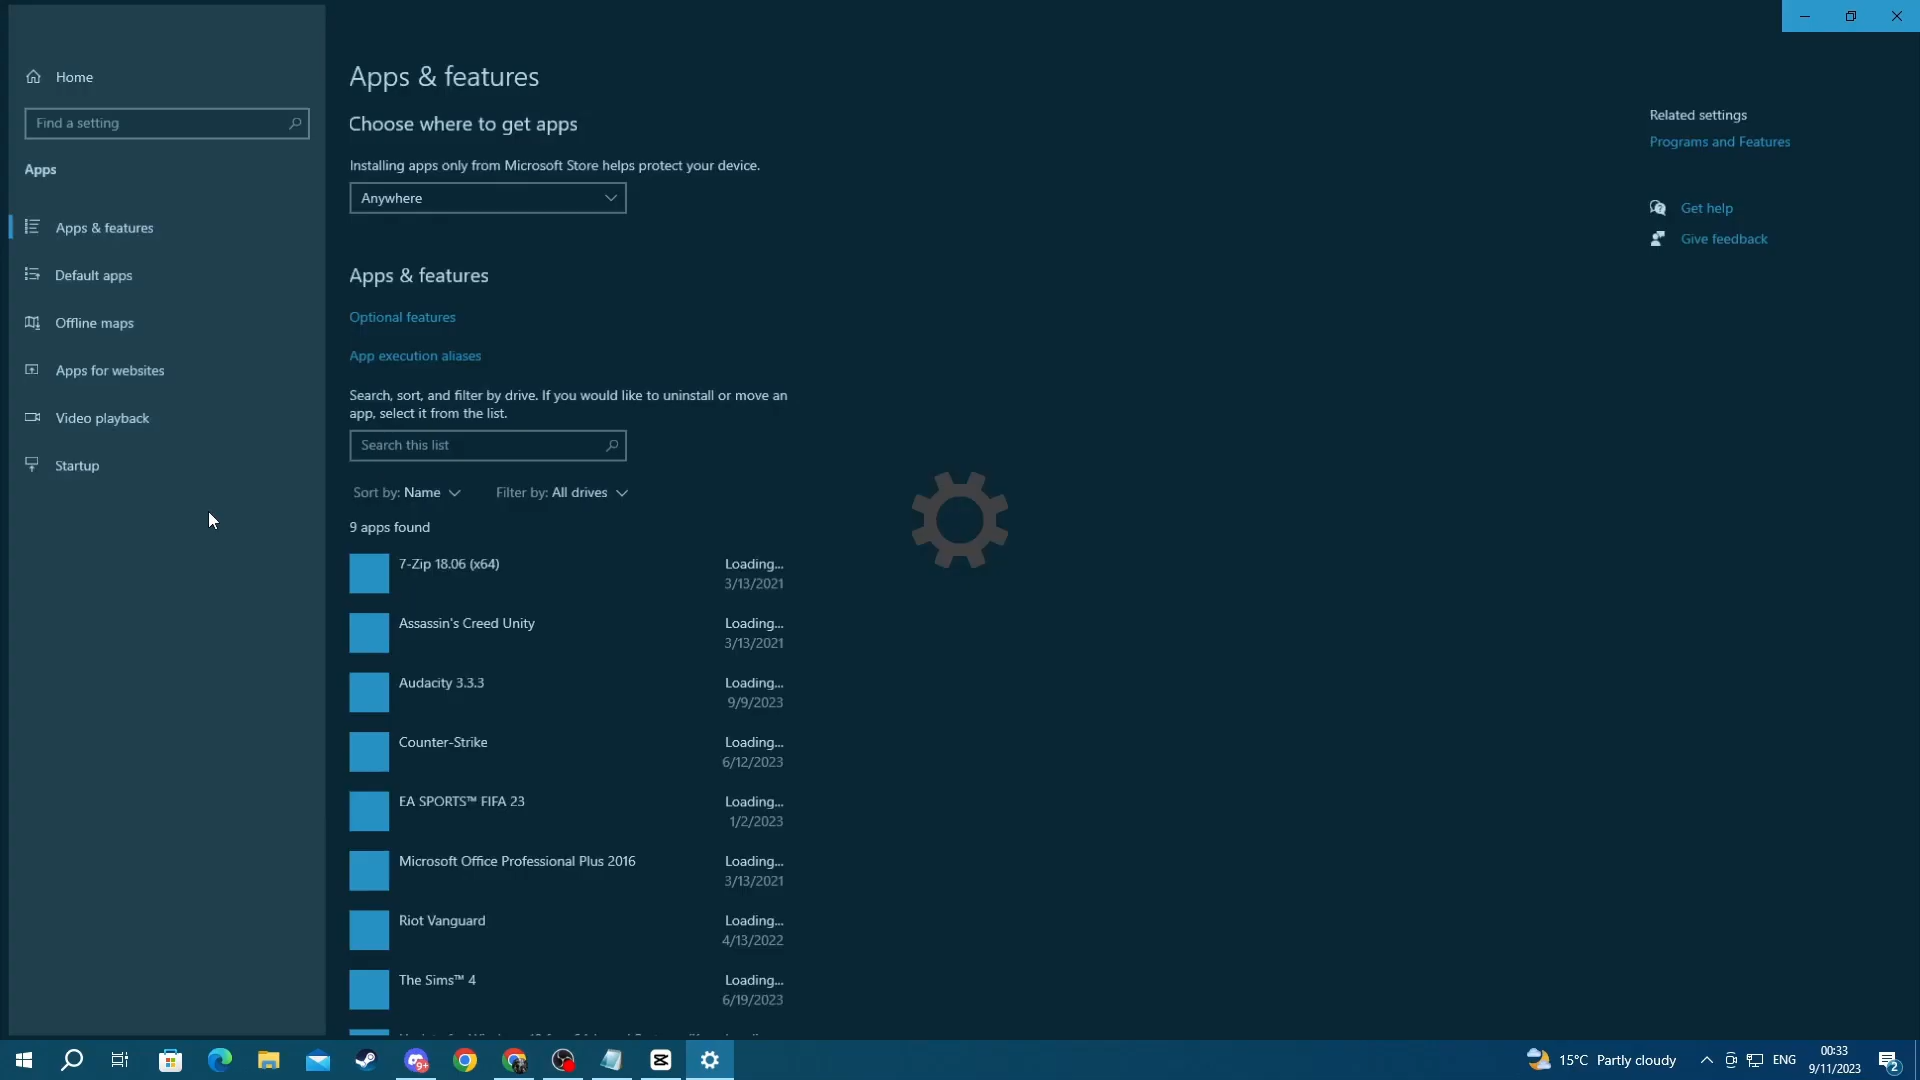 Home
Find a setting
Apps
Apps & features
Default apps
Offline maps
Apps for websites
Video playback
Startup
Apps & features
Choose where to get apps
Installing apps only from Microsoft Store helps protect your device.
Anywhere
Apps & features
Optional features
App execution aliases
Search, sort, and filter by drive. If you would like to uninstall or move an
app, select it from the list.
Search this list
Sort by: Name Filter by: All drives
9 apps found
7-Zip 18.06 (x64) Loading...
3/13/2021
Assassin's Creed Unity Loading...
3/13/2021
Audacity 3.3.3 Loading...
9/9/2023
Counter-Strike Loading...
6/12/2023
EA SPORTS™ FIFA 23 Loading...
1/2/2023
Microsoft Office Professional Plus 2016 Loading...
3/13/2021
Riot Vanguard Loading...
4/13/2022
The Sims™ 4 Loading...
6/19/2023
Related settings
Programs and Features
Get help
Give feedback
9+
15°C Partly cloudy
ENG
00:33
9/11/2023
2